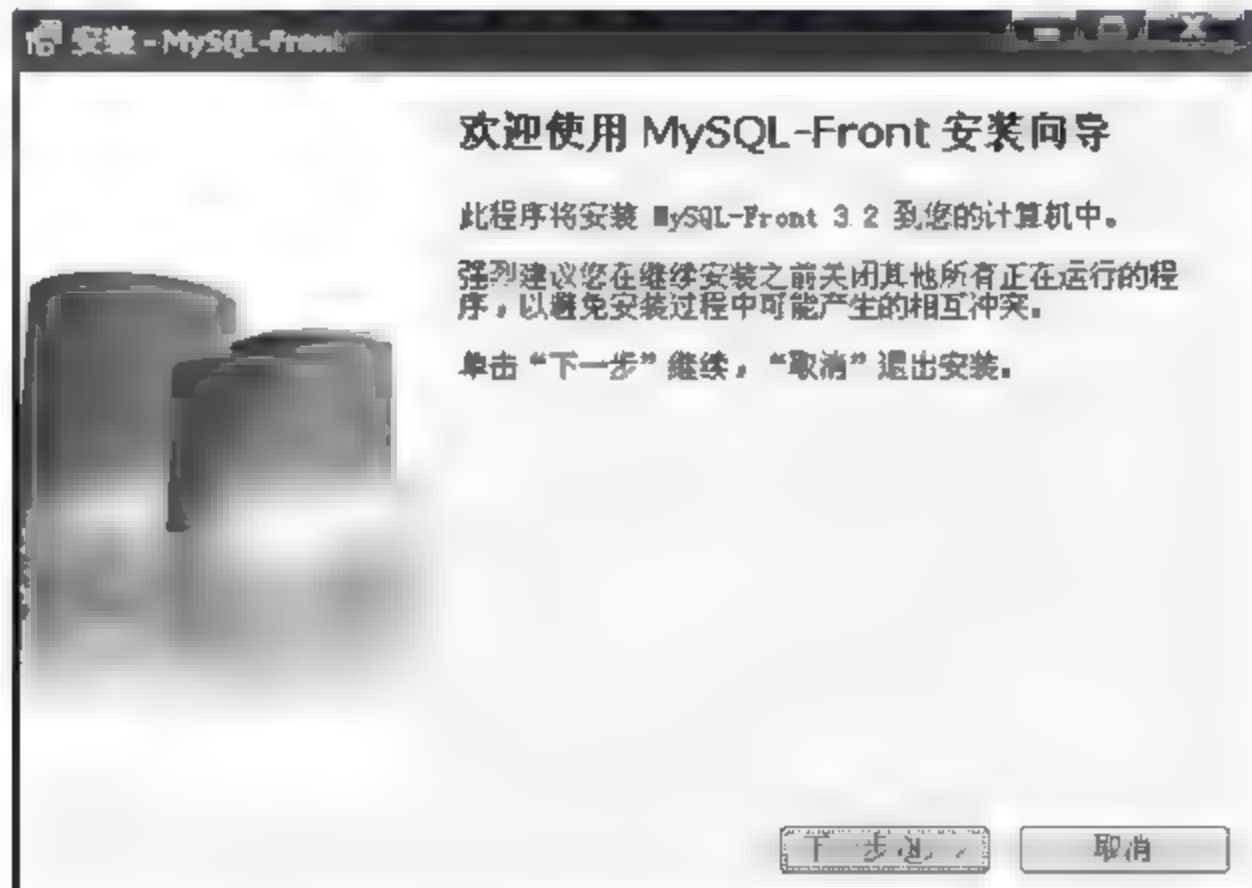 安装 - MySQL-Front
欢迎使用 MySQL-Front 安装向导
此程序将安装 MySQL-Front 3.2 到您的计算机中。
强烈建议您在继续安装之前关闭其他所有正在运行的程
序，以避免安装过程中可能产生的相互冲突。
单击“下一步”继续，“取消”退出安装。
下一步(N) >
取消